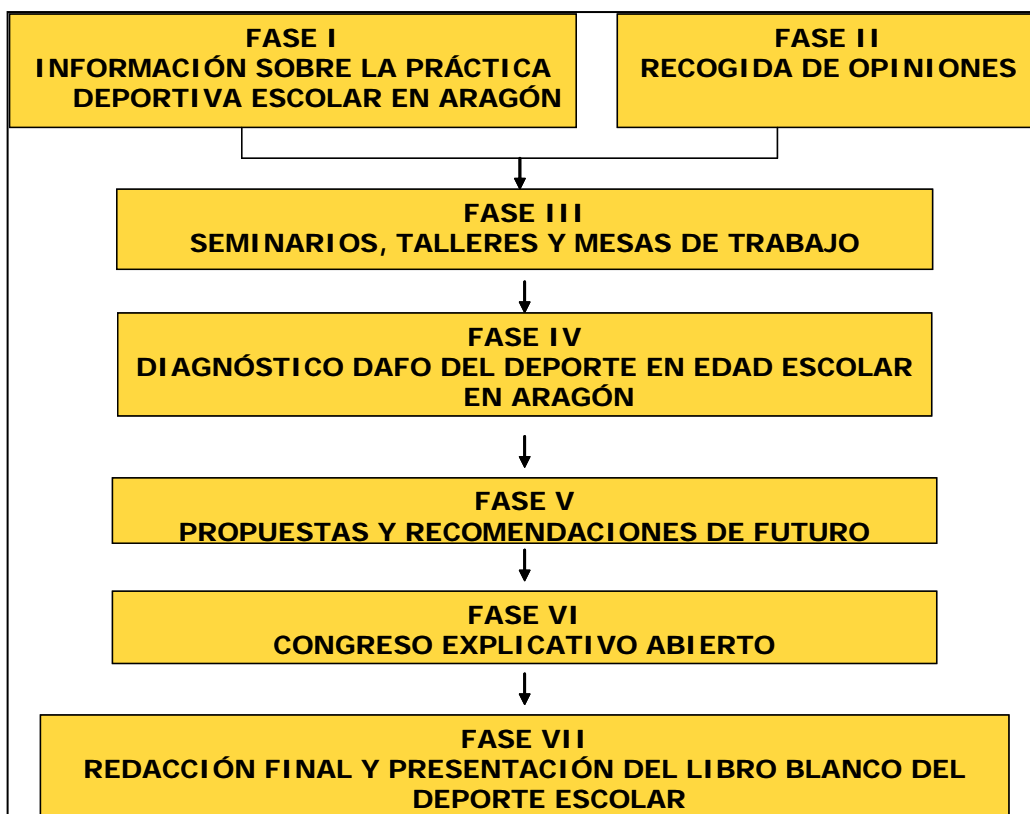 FASE I
INFORMACIÓN SOBRE LA PRÁCTICA
DEPORTIVA ESCOLAR EN ARAGÓN
FASE II
RECOGIDA DE OPINIONES
FASE III
SEMINARIOS, TALLERES Y MESAS DE TRABAJO
FASE IV
DIAGNÓSTICO DAFO DEL DEPORTE EN EDAD ESCOLAR
EN ARAGÓN
FASE V
PROPUESTAS Y RECOMENDACIONES DE FUTURO
FASE VI
CONGRESO EXPLICATIVO ABIERTO
FASE VII
REDACCIÓN FINAL Y PRESENTACIÓN DEL LIBRO BLANCO DEL
DEPORTE ESCOLAR